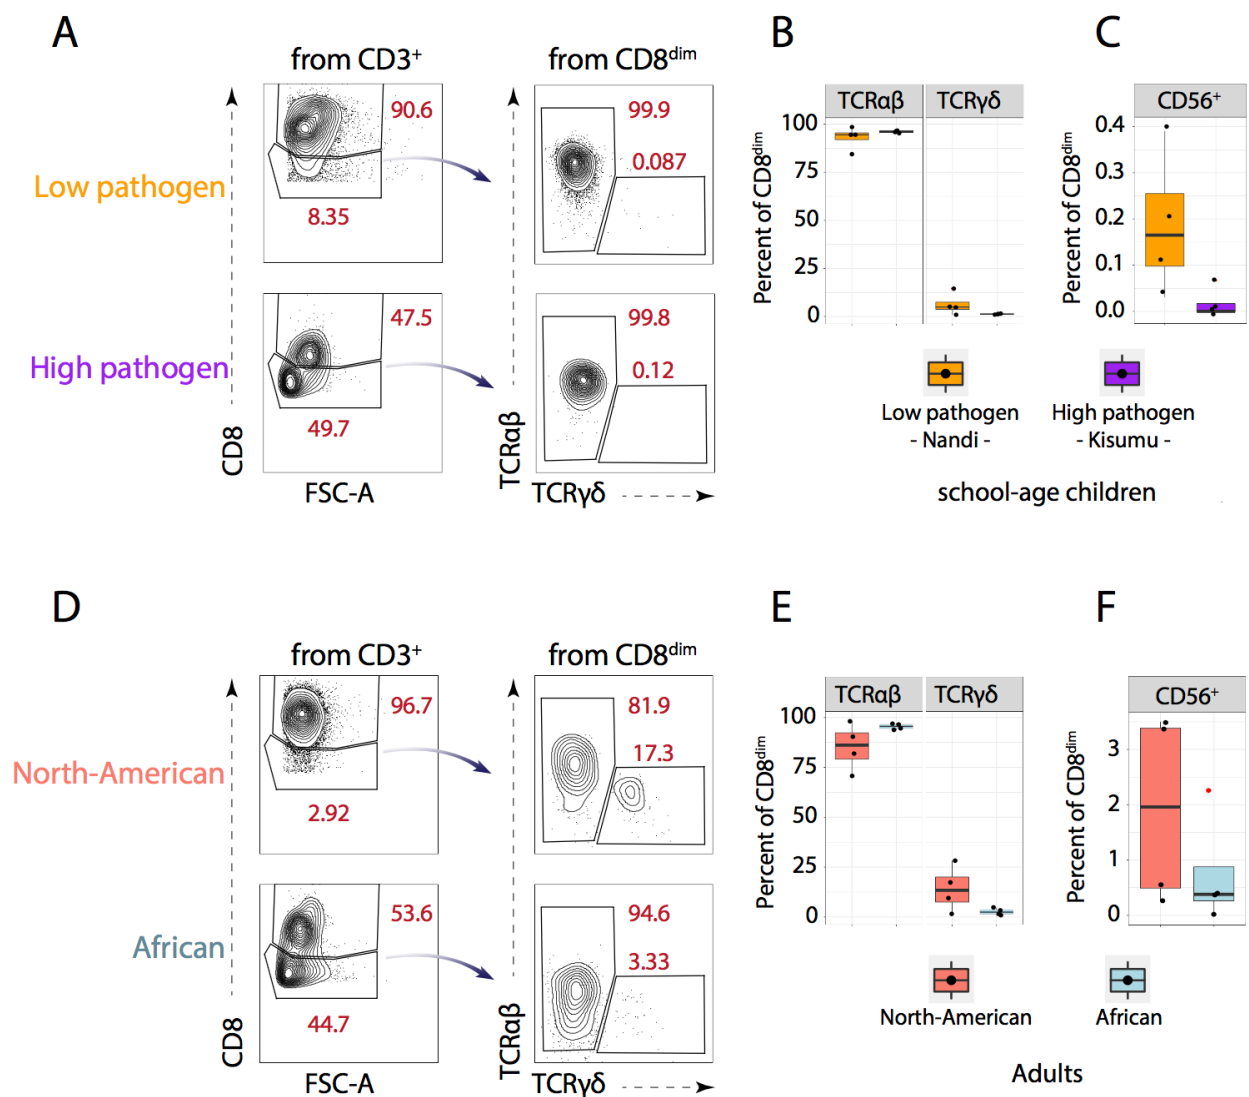 A
B
C
from CD3⁺
from CD8ᵈⁱᵐ
TCRαβ
TCRγδ
CD56⁺
Low pathogen
90.6
8.35
99.9
0.087
High pathogen
47.5
49.7
99.8
0.12
CD8
FSC-A
TCRαβ
TCRγδ
Percent of CD8ᵈⁱᵐ
100
75
50
25
0
Percent of CD8ᵈⁱᵐ
0.4
0.3
0.2
0.1
0.0
Low pathogen
- Nandi -
High pathogen
- Kisumu -
school-age children
D
E
F
from CD3⁺
from CD8ᵈⁱᵐ
TCRαβ
TCRγδ
CD56⁺
North-American
96.7
2.92
81.9
17.3
African
53.6
44.7
94.6
3.33
CD8
FSC-A
TCRαβ
TCRγδ
Percent of CD8ᵈⁱᵐ
100
75
50
25
0
Percent of CD8ᵈⁱᵐ
3
2
1
0
North-American
African
Adults